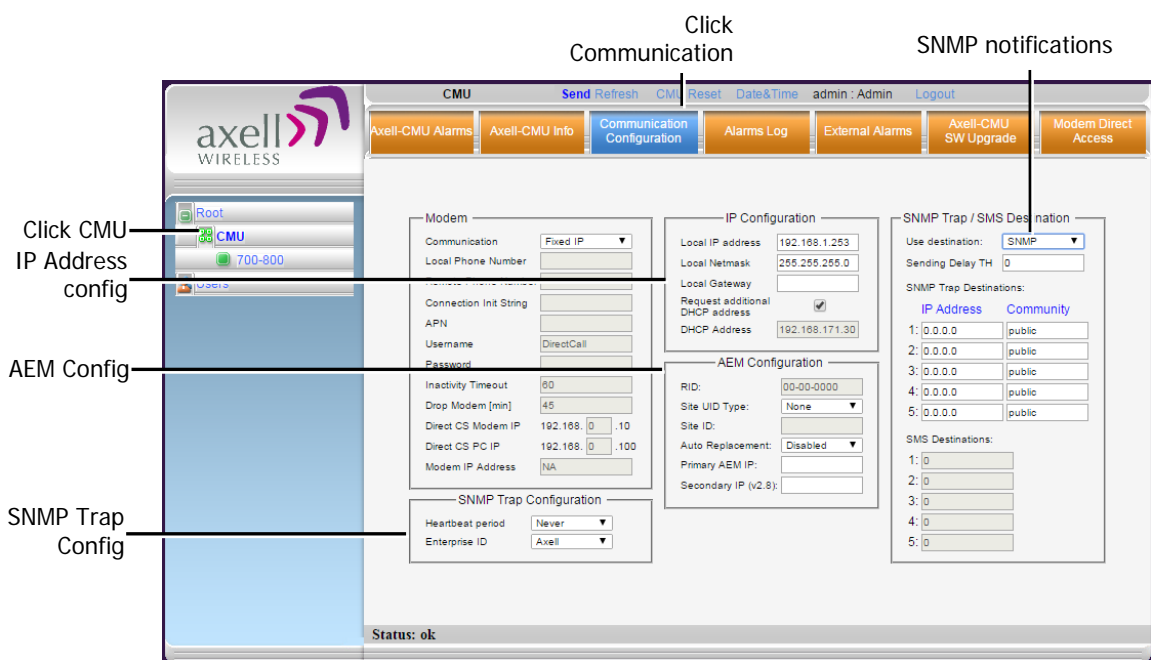 Click
Communication
SNMP notifications
CMU Send Refresh CMU Reset Date&Time admin : Admin Logout
axell
WIRELESS
Axell-CMU Alarms
Axell-CMU Info
Communication
Configuration
Alarms Log
External Alarms
Axell-CMU
SW Upgrade
Modem Direct
Access
Click CMU
IP Address
config
AEM Config
SNMP Trap
Config
Root
CMU
700-800
Users
Modem
Communication Fixed IP
Local Phone Number
Remote Phone Number
Connection Init String
APN
Username DirectCall
Password
Inactivity Timeout 60
Drop Modem [min] 45
Direct CS Modem IP 192.168. 0 .10
Direct CS PC IP 192.168. 0 .100
Modem IP Address NA
SNMP Trap Configuration
Heartbeat period Never
Enterprise ID Axell
IP Configuration
Local IP address 192.168.1.253
Local Netmask 255.255.255.0
Local Gateway
Request additional
DHCP address
DHCP Address 192.168.171.30
AEM Configuration
RID: 00-00-0000
Site UID Type: None
Site ID:
Auto Replacement: Disabled
Primary AEM IP:
Secondary IP (v2.8):
SNMP Trap / SMS Destination
Use destination: SNMP
Sending Delay TH 0
SNMP Trap Destinations:
IP Address Community
1: 0.0.0.0 public
2: 0.0.0.0 public
3: 0.0.0.0 public
4: 0.0.0.0 public
5: 0.0.0.0 public
SMS Destinations:
1: 0
2: 0
3: 0
4: 0
5: 0
Status: ok